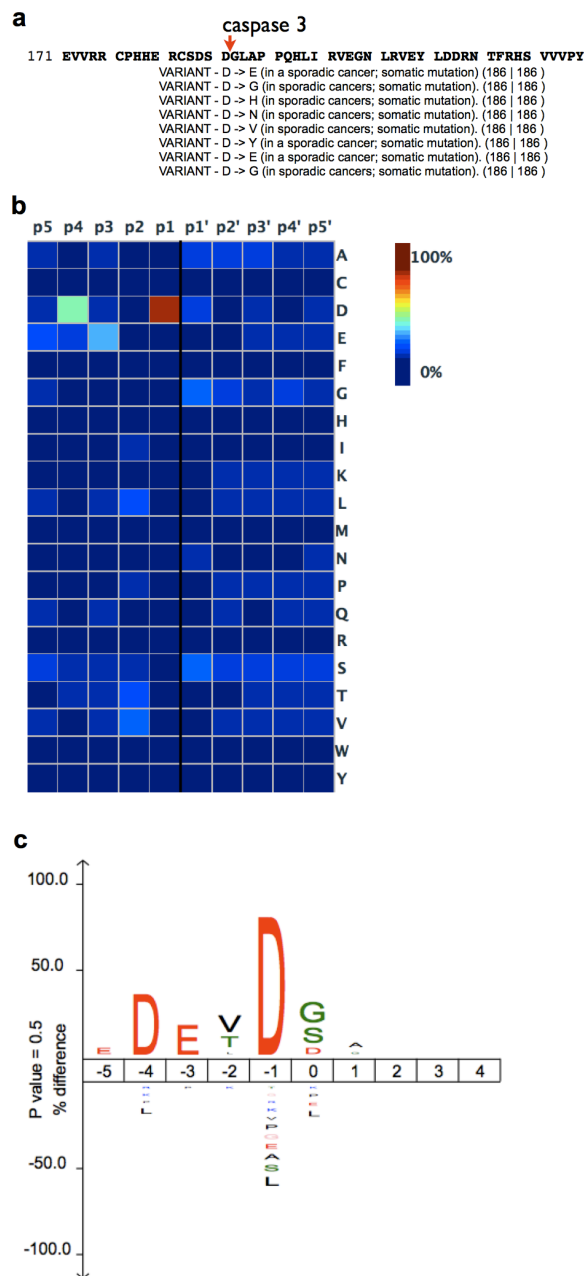 a
caspase 3
171 EVVRR CPHHE RCSDS DGLAP PQHLI RVEGN LRVEY LDDRN TFRHS VVVPY
VARIANT - D -> E (in a sporadic cancer; somatic mutation) (186 | 186 )
VARIANT - D -> G (in sporadic cancers; somatic mutation). (186 | 186 )
VARIANT - D -> H (in sporadic cancers; somatic mutation). (186 | 186 )
VARIANT - D -> N (in sporadic cancers; somatic mutation). (186 | 186 )
VARIANT - D -> V (in sporadic cancers; somatic mutation). (186 | 186 )
VARIANT - D -> Y (in a sporadic cancer; somatic mutation). (186 | 186 )
VARIANT - D -> E (in a sporadic cancer; somatic mutation). (186 | 186 )
VARIANT - D -> G (in sporadic cancers; somatic mutation). (186 | 186 )
b
p5 p4 p3 p2 p1 p1' p2' p3' p4' p5'
A
C
D
E
F
G
H
I
K
L
M
N
P
Q
R
S
T
V
W
Y
100%
0%
c
100.0
50.0
-50.0
-100.0
P value = 0.5
% difference
E D E V T D G S D A
-5 -4 -3 -2 -1 0 1 2 3 4
L
V
P
G
E
A
S
L
P
E
L